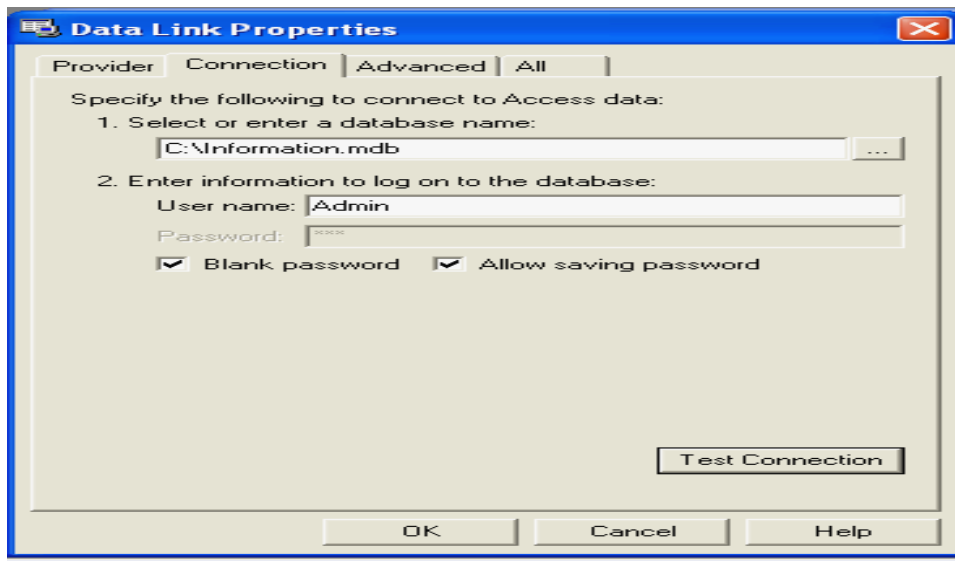 Data Link Properties
Provider Connection Advanced All
Specify the following to connect to Access data:
1. Select or enter a database name:
C:\Information.mdb ...
2. Enter information to log on to the database:
User name: Admin
Password: ***
Blank password Allow saving password
Test Connection
OK Cancel Help